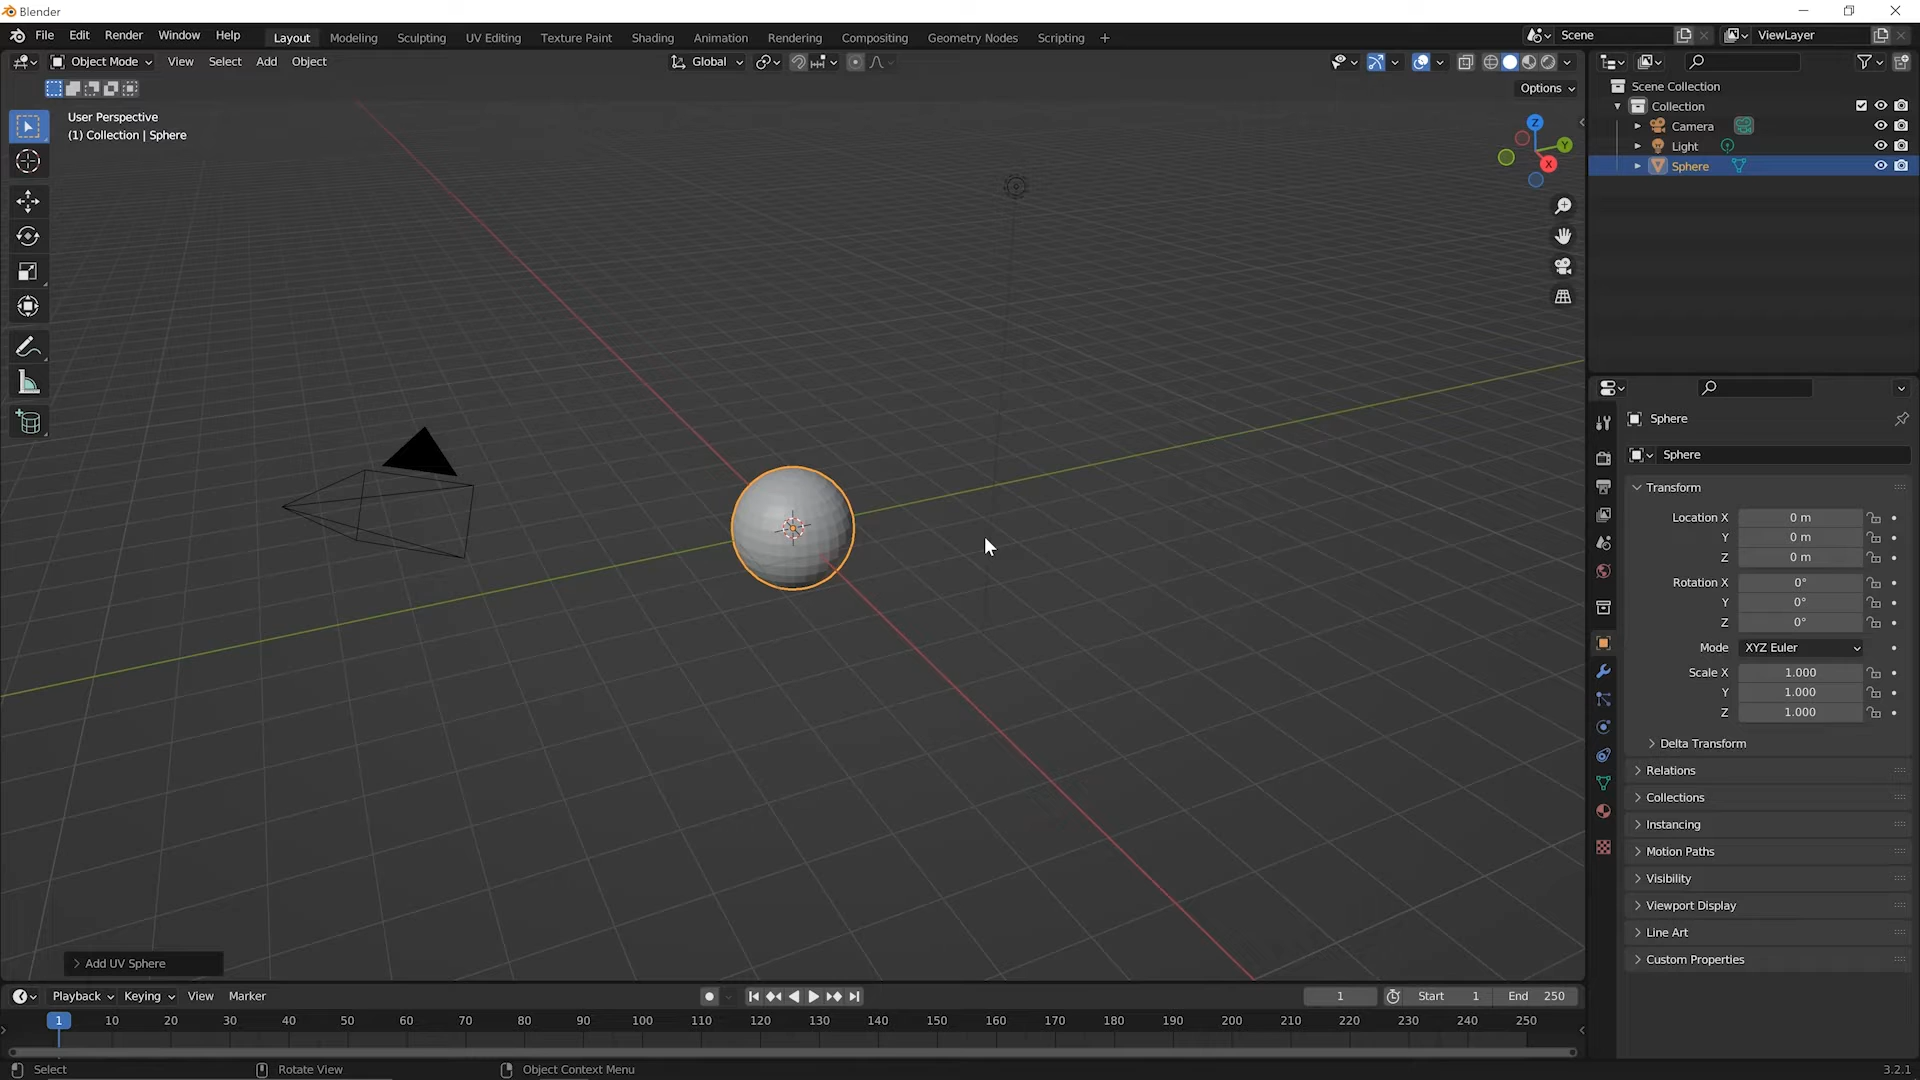 Blender
File Edit Render Window Help Layout Modeling Sculpting UV Editing Texture Paint Shading Animation Rendering Compositing Geometry Nodes Scripting + Scene ViewLayer
Object Mode View Select Add Object Global
Options
User Perspective
(1) Collection | Sphere
Z
Y
X
Scene Collection
Collection
Camera
Light
Sphere
Sphere
Sphere
Transform
Location X 0 m
Y 0 m
Z 0 m
Rotation X 0°
Y 0°
Z 0°
Mode XYZ Euler
Scale X 1.000
Y 1.000
Z 1.000
Delta Transform
Relations
Collections
Instancing
Motion Paths
Visibility
Viewport Display
Line Art
Custom Properties
Add UV Sphere
Playback Keying View Marker 1 Start 1 End 250
1 10 20 30 40 50 60 70 80 90 100 110 120 130 140 150 160 170 180 190 200 210 220 230 240 250
Select Rotate View Object Context Menu 3.2.1